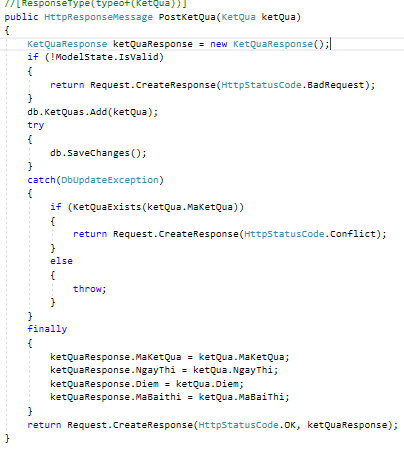 //[ResponseType(typeof(KetQua))]
public HttpResponseMessage PostKetQua(KetQua ketQua)
{
KetQuaResponse ketQuaResponse = new KetQuaResponse();
if (!ModelState.IsValid)
{
return Request.CreateResponse(HttpStatusCode.BadRequest);
}
db.KetQuas.Add(ketQua);
try
{
db.SaveChanges();
}
catch(DbUpdateException)
{
if (KetQuaExists(ketQua.MaKetQua))
{
return Request.CreateResponse(HttpStatusCode.Conflict);
}
else
{
throw;
}
}
finally
{
ketQuaResponse.MaKetQua = ketQua.MaKetQua;
ketQuaResponse.NgayThi = ketQua.NgayThi;
ketQuaResponse.Diem = ketQua.Diem;
ketQuaResponse.MaBaithi = ketQua.MaBaiThi;
}
return Request.CreateResponse(HttpStatusCode.OK, ketQuaResponse);
}